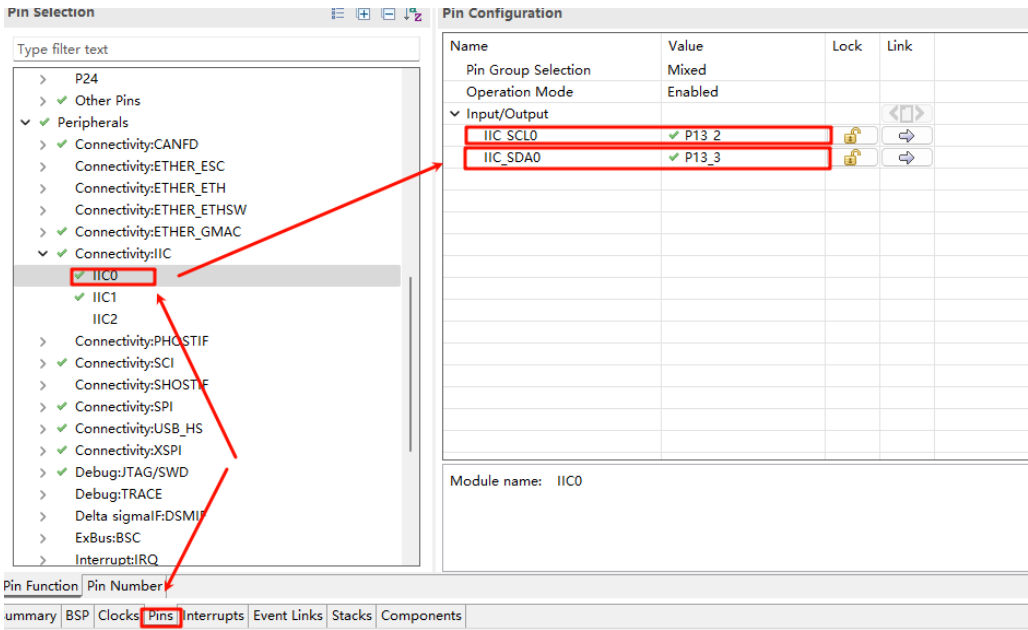 Pin Selection
Type filter text
P24
Other Pins
Peripherals
Connectivity:CANFD
Connectivity:ETHER_ESC
Connectivity:ETHER_ETH
Connectivity:ETHER_ETHSW
Connectivity:ETHER_GMAC
Connectivity:IIC
IIC0
IIC1
IIC2
Connectivity:PHOSTIF
Connectivity:SCI
Connectivity:SHOSTIF
Connectivity:SPI
Connectivity:USB_HS
Connectivity:XSPI
Debug:JTAG/SWD
Debug:TRACE
Delta sigmaIF:DSMIF
ExBus:BSC
Interrupt:IRQ
Pin Configuration
Name Value Lock Link
Pin Group Selection Mixed
Operation Mode Enabled
Input/Output
IIC_SCL0 P13_2
IIC_SDA0 P13_3
Module name: IIC0
Pin Function Pin Number
ummary BSP Clocks Pins Interrupts Event Links Stacks Components